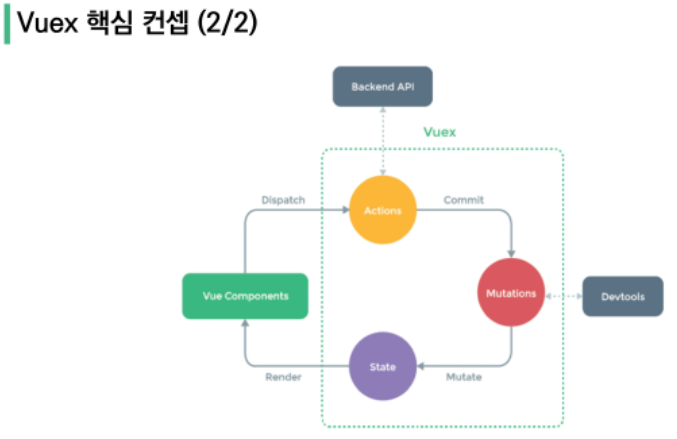 Vuex 핵심 컨셉 (2/2)
Backend API
Vuex
Dispatch
Actions
Commit
Vue Components
Mutations
Devtools
State
Render
Mutate